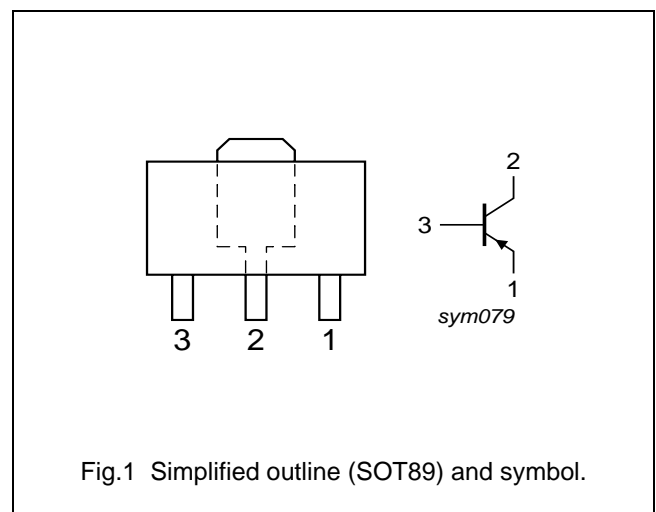 2
3
1
sym079
3 2 1
Fig.1 Simplified outline (SOT89) and symbol.